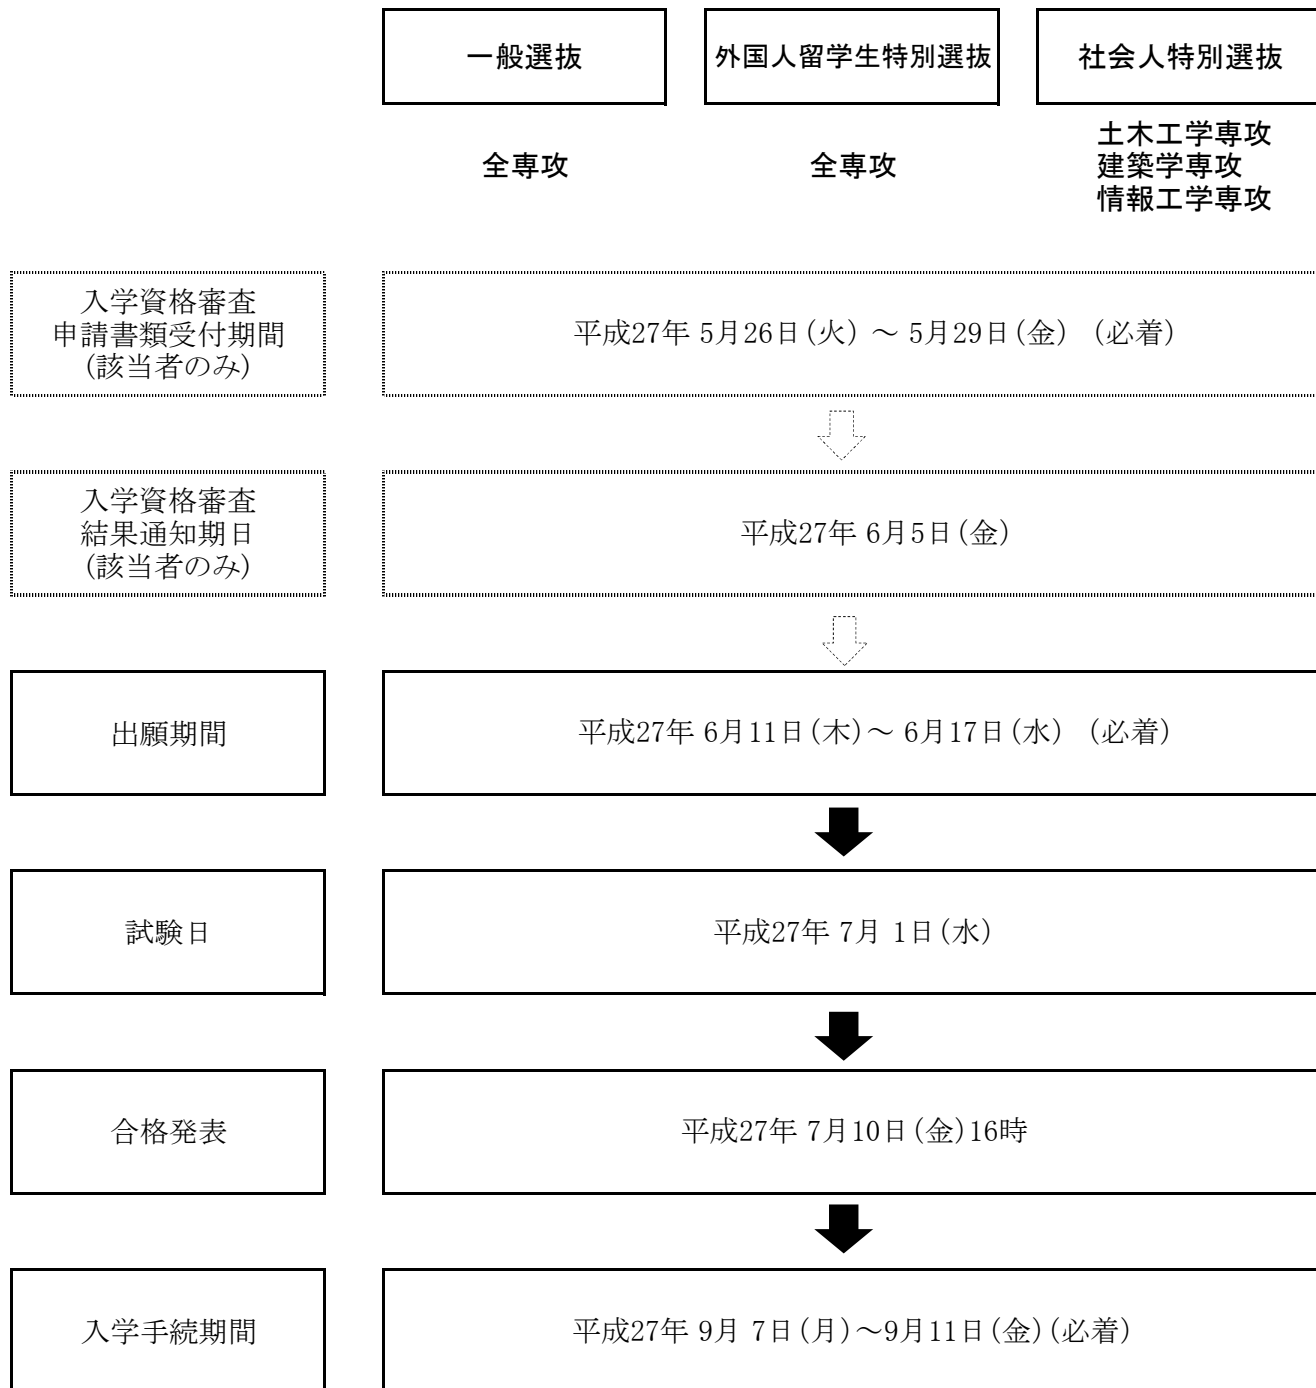 一般選抜
外国人留学生特別選抜
社会人特別選抜
全専攻
全専攻
土木工学専攻
建築学専攻
情報工学専攻
入学資格審査
申請書類受付期間
(該当者のみ)
平成27年 5月26日(火) ～ 5月29日(金) (必着)
入学資格審査
結果通知期日
(該当者のみ)
平成27年 6月5日(金)
出願期間
平成27年 6月11日(木)～ 6月17日(水) (必着)
試験日
平成27年 7月 1日(水)
合格発表
平成27年 7月10日(金)16時
入学手続期間
平成27年 9月 7日(月)～9月11日(金)(必着)